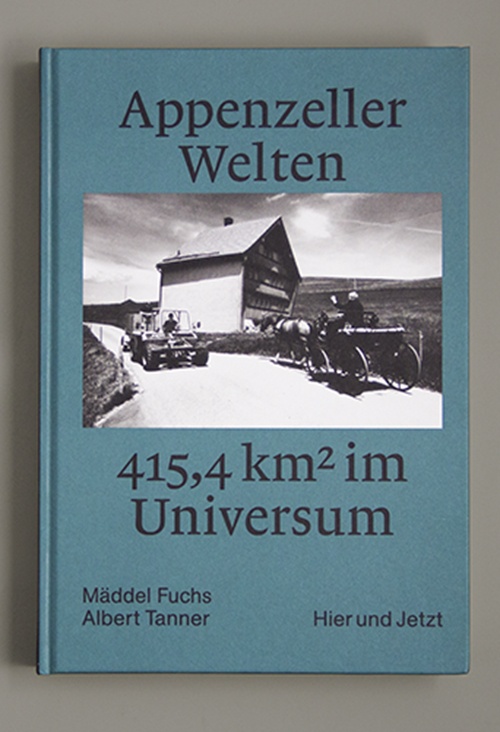 Appenzeller
Welten
415,4 km² im
Universum
Mäddel Fuchs
Albert Tanner
Hier und Jetzt